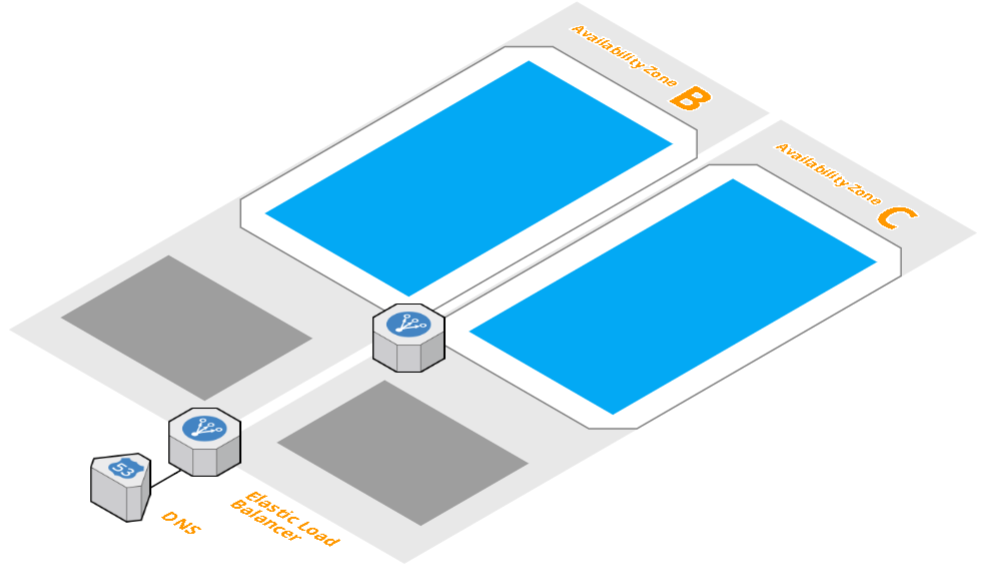 Availability Zone
B
Availability Zone
C
53
DNS
Elastic Load
Balancer